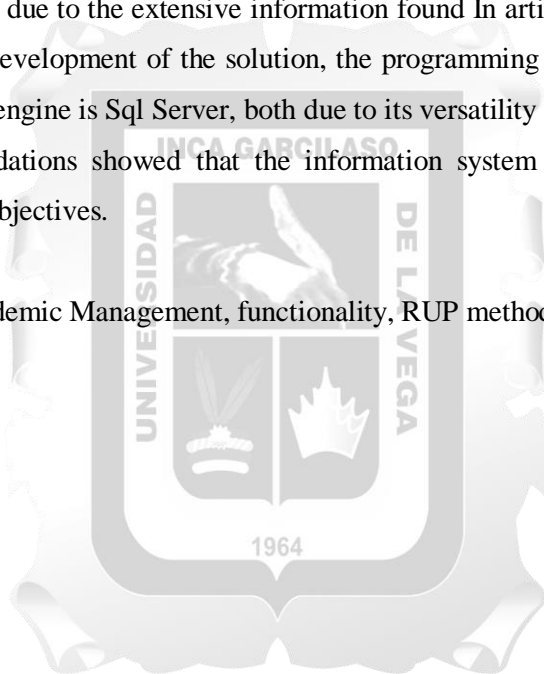 due to the extensive information found In arti
evelopment of the solution, the programming
engine is Sql Server, both due to its versatility
dations showed that the information system
bjectives.
demic Management, functionality, RUP method
INCA GARCILASO
UNIVERSIDAD
DE LA VEGA
1964